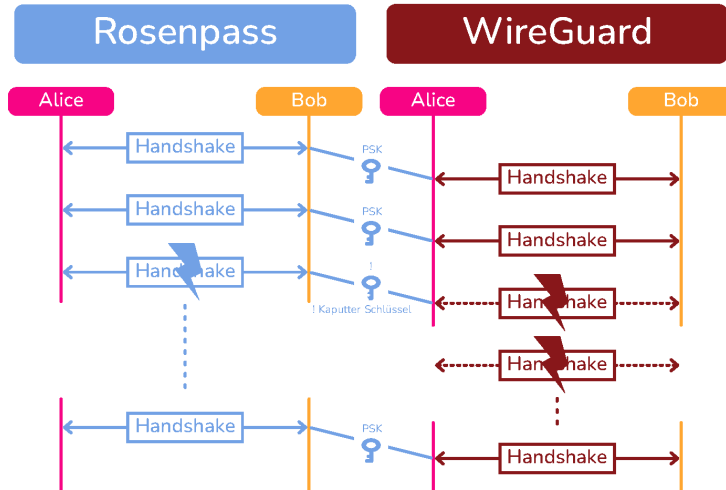 Rosenpass
WireGuard
Alice
Bob
Alice
Bob
Handshake
PSK
Handshake
Handshake
PSK
Handshake
Handshake
!
! Kaputter Schlüssel
Handshake
Handshake
Handshake
PSK
Handshake